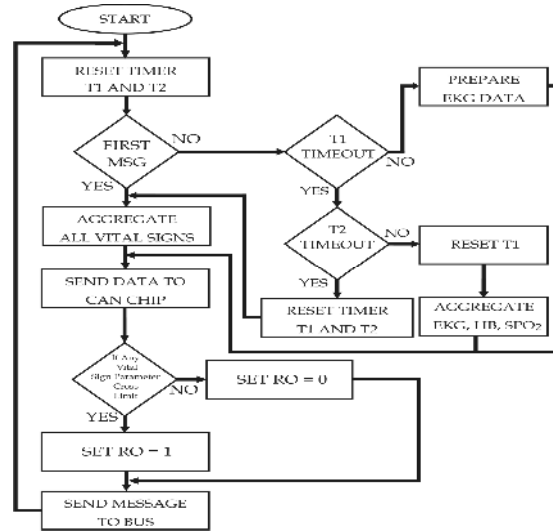 START
RESET TIMER
T1 AND T2
PREPARE
EKG DATA
FIRST
MSG
NO
T1
TIMEOUT
NO
YES
YES
AGGREGATE
ALL VITAL SIGNS
T2
TIMEOUT
NO
RESET T1
SEND DATA TO
CAN CHIP
YES
RESET TIMER
T1 AND T2
AGGREGATE
EKG, HB, SPO₂
If Any
Vital
Sign Parameter
Cross
Limit
NO
SET RO = 0
YES
SET RO = 1
SEND MESSAGE
TO BUS